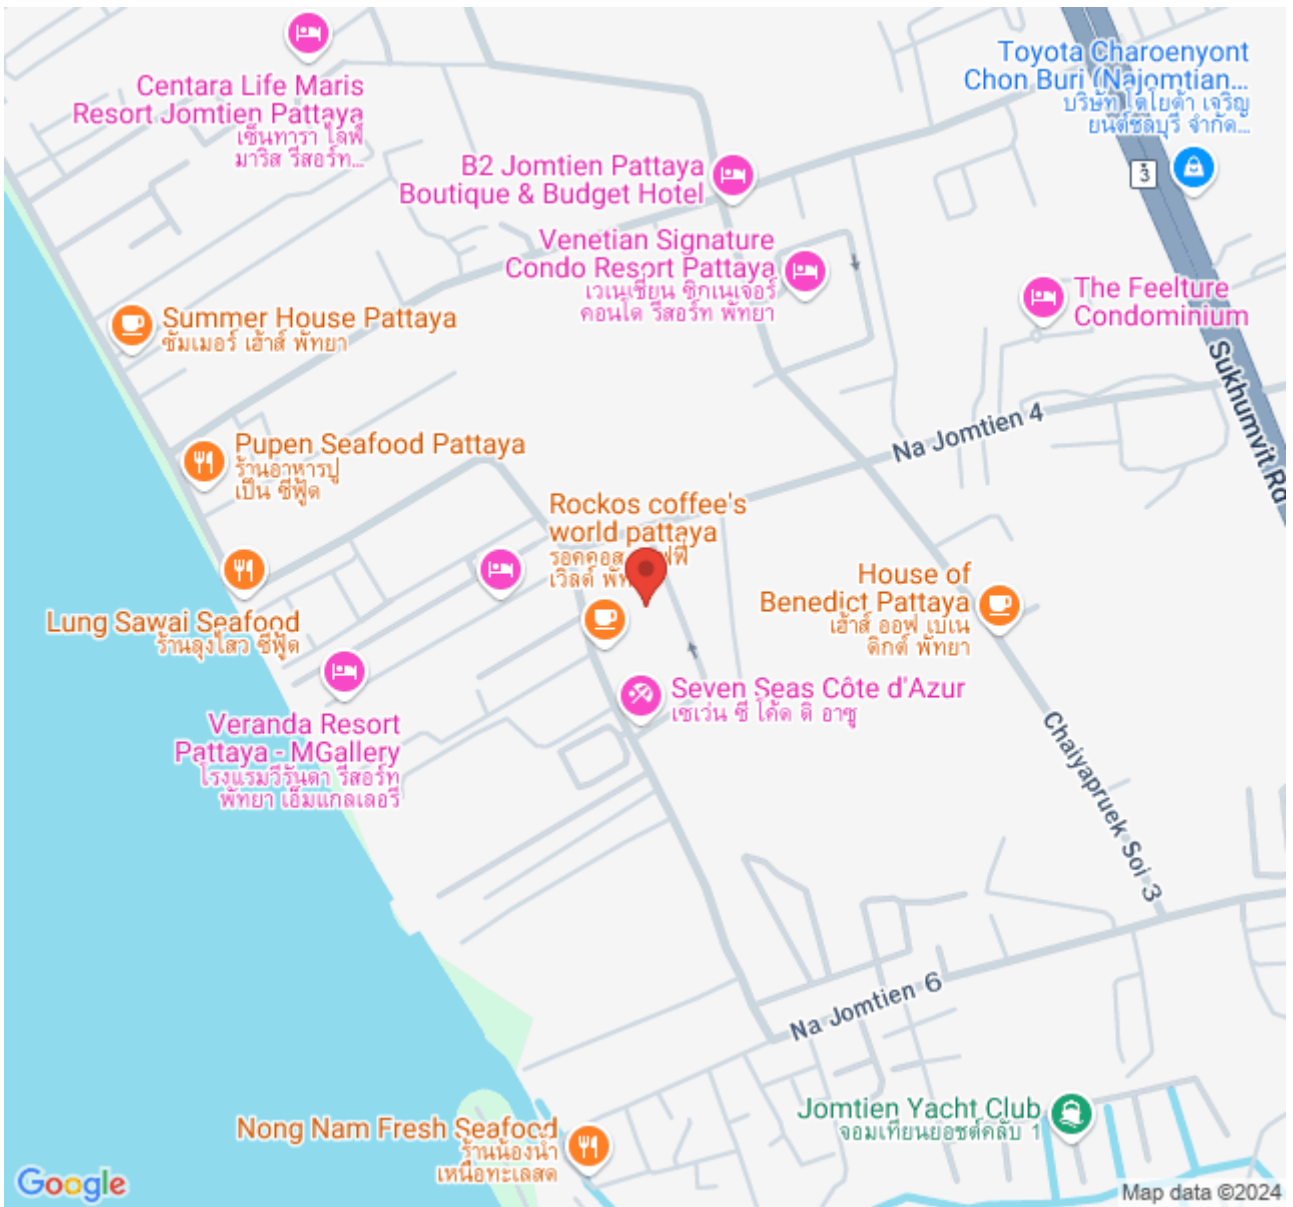 Centara Life Maris
Resort Jomtien Pattaya
เซ็นทารา ไลฟ์
มาริส รีสอร์ท...
Toyota Charoenyont
Chon Buri (Najomtian...
บริษัท โตโยต้า เจริญ
ยนต์ชลบุรี จำกัด...
3
B2 Jomtien Pattaya
Boutique & Budget Hotel
Venetian Signature
Condo Resort Pattaya
เวเนเชี่ยน ซิกเนเจอร์
คอนโด รีสอร์ท พัทยา
The Feelture
Condominium
Summer House Pattaya
ซัมเมอร์ เฮ้าส์ พัทยา
Sukhumvit Rd
Na Jomtien 4
Pupen Seafood Pattaya
ร้านอาหารปู
เป็น ซีฟู้ด
Rockos coffee's
world pattaya
รอคคอส
เวิลด์
House of
Benedict Pattaya
เฮ้าส์ ออฟ เบเน
ดิกต์ พัทยา
Lung Sawai Seafood
ร้านลุงไสว ซีฟู้ด
Seven Seas Côte d'Azur
เซเว่น ซี โค้ด ดิ อาซู
Veranda Resort
Pattaya - MGallery
โรงแรมวีรันดา รีสอร์ท
พัทยา เอ็มแกลเลอรี
Chaiyapruek Soi 3
Na Jomtien 6
Jomtien Yacht Club
จอมเทียนยอชต์คลับ 1
Nong Nam Fresh Seafood
ร้านน้องน้ำ
เหนือทะเลสด
Google
Map data ©2024